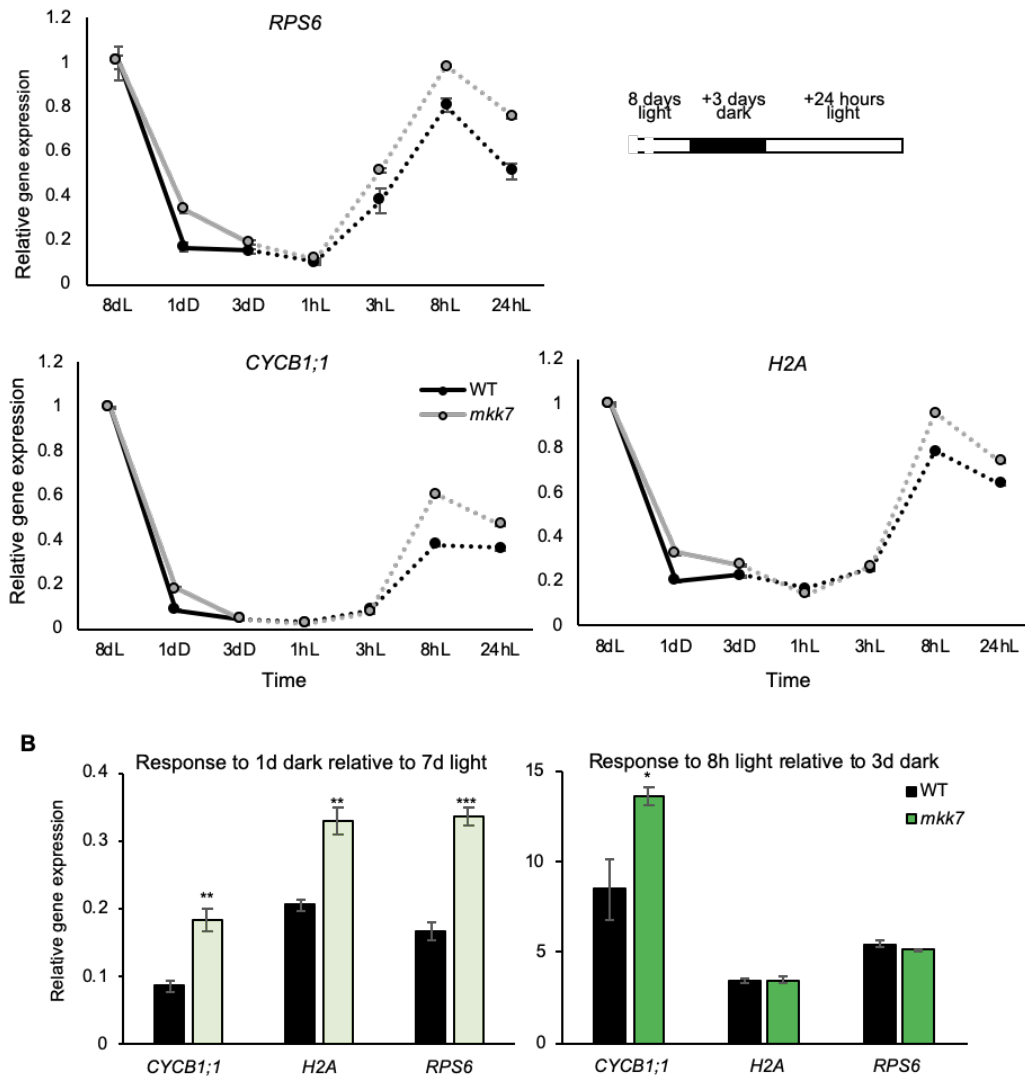 RPS6
Relative gene expression
1.2
1
0.8
0.6
0.4
0.2
0
8dL 1dD 3dD 1hL 3hL 8hL 24hL
8 days light
+3 days dark
+24 hours light
CYCB1;1
Relative gene expression
1.2
1
0.8
0.6
0.4
0.2
0
8dL 1dD 3dD 1hL 3hL 8hL 24hL
Time
WT
mkk7
H2A
1.2
1
0.8
0.6
0.4
0.2
0
8dL 1dD 3dD 1hL 3hL 8hL 24hL
Time
B
Response to 1d dark relative to 7d light
Relative gene expression
0.4
0.3
0.2
0.1
0
**
**
***
CYCB1;1 H2A RPS6
Response to 8h light relative to 3d dark
15
10
5
0
*
WT
mkk7
CYCB1;1 H2A RPS6